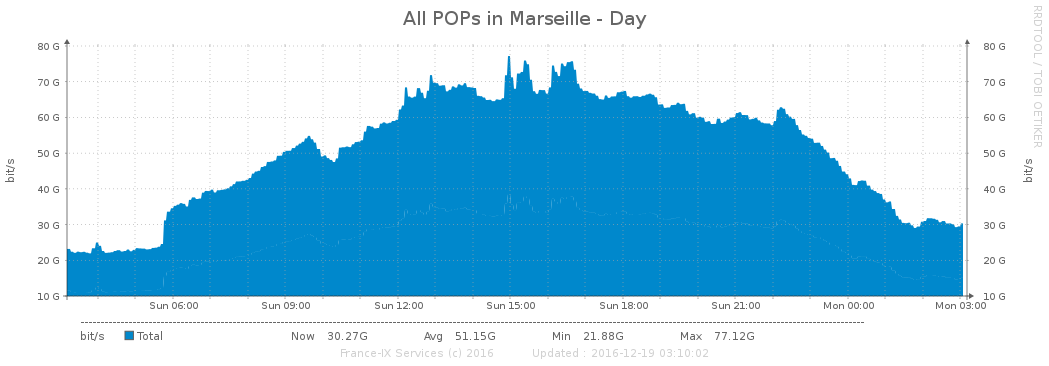 All POPs in Marseille - Day
RRDTOOL / TOBI OETIKER
80 G 80 G
70 G 70 G
60 G 60 G
50 G 50 G
40 G 40 G
30 G 30 G
20 G 20 G
10 G 10 G
bit/s
bit/s
Sun 06:00 Sun 09:00 Sun 12:00 Sun 15:00 Sun 18:00 Sun 21:00 Mon 00:00 Mon 03:00
bit/s Total Now 30.27G Avg 51.15G Min 21.88G Max 77.12G
France-IX Services (c) 2016 Updated : 2016-12-19 03:10:02